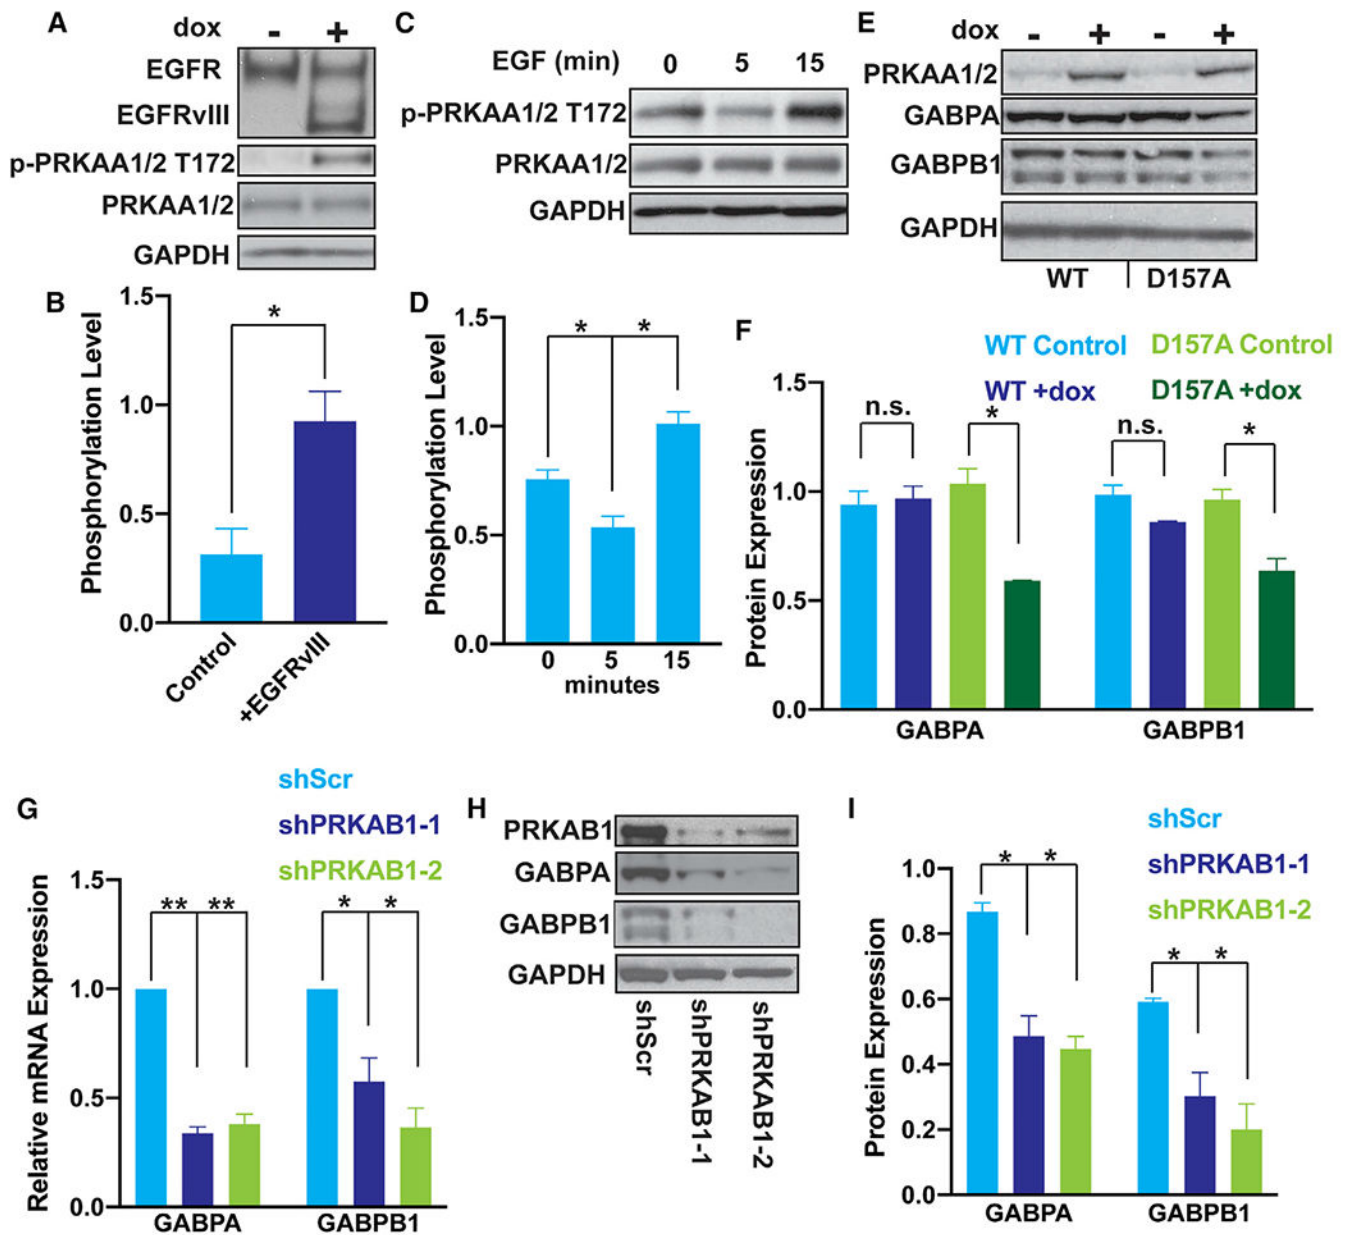 A
dox - +
EGFR
EGFRvIII
p-PRKAA1/2 T172
PRKAA1/2
GAPDH
B
Phosphorylation Level
1.5
1.0
0.5
0.0
*
Control
+EGFRvIII
C
EGF (min) 0 5 15
p-PRKAA1/2 T172
PRKAA1/2
GAPDH
D
Phosphorylation Level
1.5
1.0
0.5
0.0
* *
0 5 15
minutes
E
dox - + - +
PRKAA1/2
GABPA
GABPB1
GAPDH
WT D157A
F
WT Control D157A Control
WT +dox D157A +dox
Protein Expression
1.5
1.0
0.5
0.0
n.s. * n.s. *
GABPA GABPB1
G
shScr
shPRKAB1-1
shPRKAB1-2
Relative mRNA Expression
1.5
1.0
0.5
0.0
** ** * *
GABPA GABPB1
H
PRKAB1
GABPA
GABPB1
GAPDH
shScr
shPRKAB1-1
shPRKAB1-2
I
shScr
shPRKAB1-1
shPRKAB1-2
Protein Expression
1.0
0.8
0.6
0.4
0.2
0.0
* * * *
GABPA GABPB1